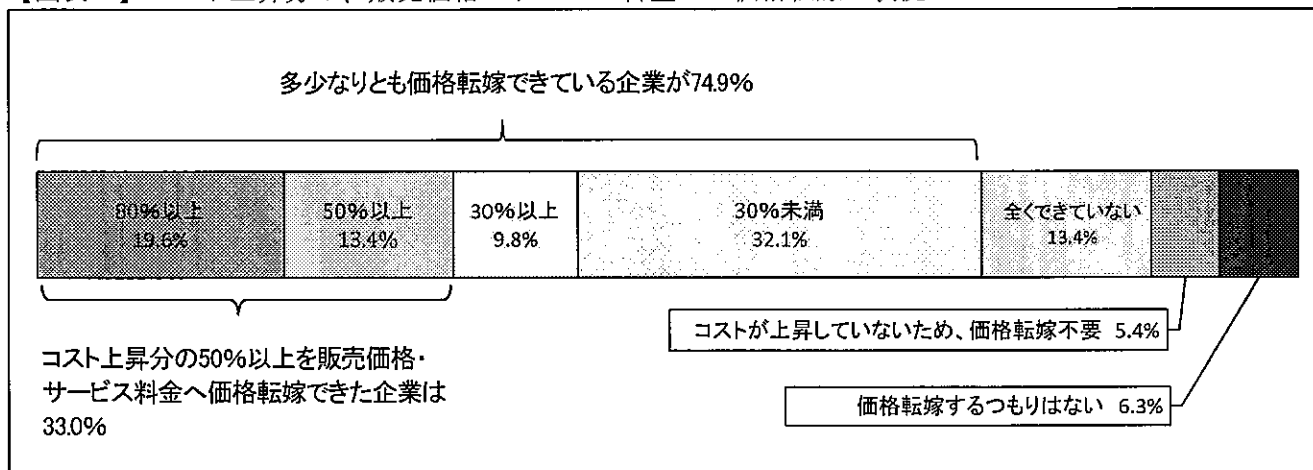 多少なりとも価格転嫁できている企業が74.9%
80%以上
19.6%
50%以上
13.4%
30%以上
9.8%
30%未満
32.1%
全くできていない
13.4%
コストが上昇していないため、価格転嫁不要 5.4%
価格転嫁するつもりはない 6.3%
コスト上昇分の50%以上を販売価格・
サービス料金へ価格転嫁できた企業は
33.0%